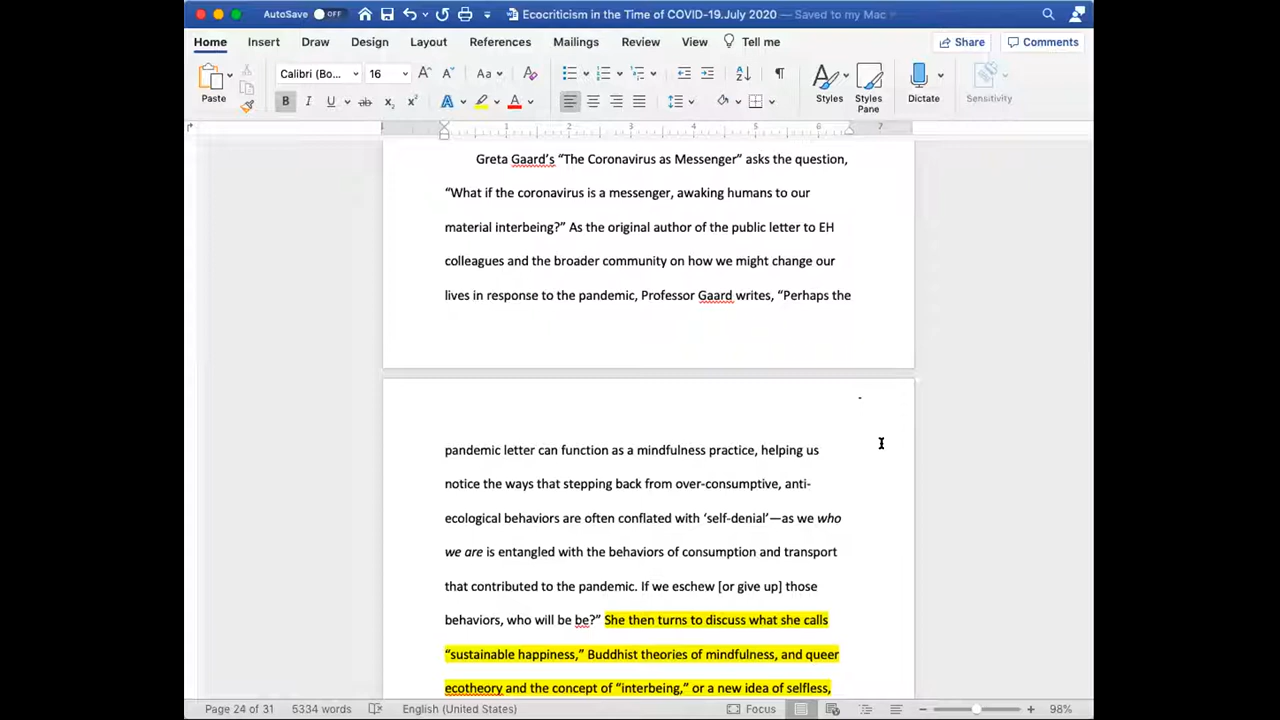 AutoSave OFF Ecocriticism in the Time of COVID-19.July 2020 — Saved to my Mac
Home Insert Draw Design Layout References Mailings Review View Tell me Share Comments
Calibri (Bo... 16
Paste Styles Styles Pane Dictate Sensitivity
1 2 3 4 5 6 7
Greta Gaard's “The Coronavirus as Messenger” asks the question,
“What if the coronavirus is a messenger, awaking humans to our
material interbeing?” As the original author of the public letter to EH
colleagues and the broader community on how we might change our
lives in response to the pandemic, Professor Gaard writes, “Perhaps the
pandemic letter can function as a mindfulness practice, helping us
notice the ways that stepping back from over-consumptive, anti-
ecological behaviors are often conflated with ‘self-denial’—as we who
we are is entangled with the behaviors of consumption and transport
that contributed to the pandemic. If we eschew [or give up] those
behaviors, who will be be?” She then turns to discuss what she calls
“sustainable happiness,” Buddhist theories of mindfulness, and queer
ecotheory and the concept of “interbeing,” or a new idea of selfless,
Page 24 of 31 5334 words English (United States) Focus 98%